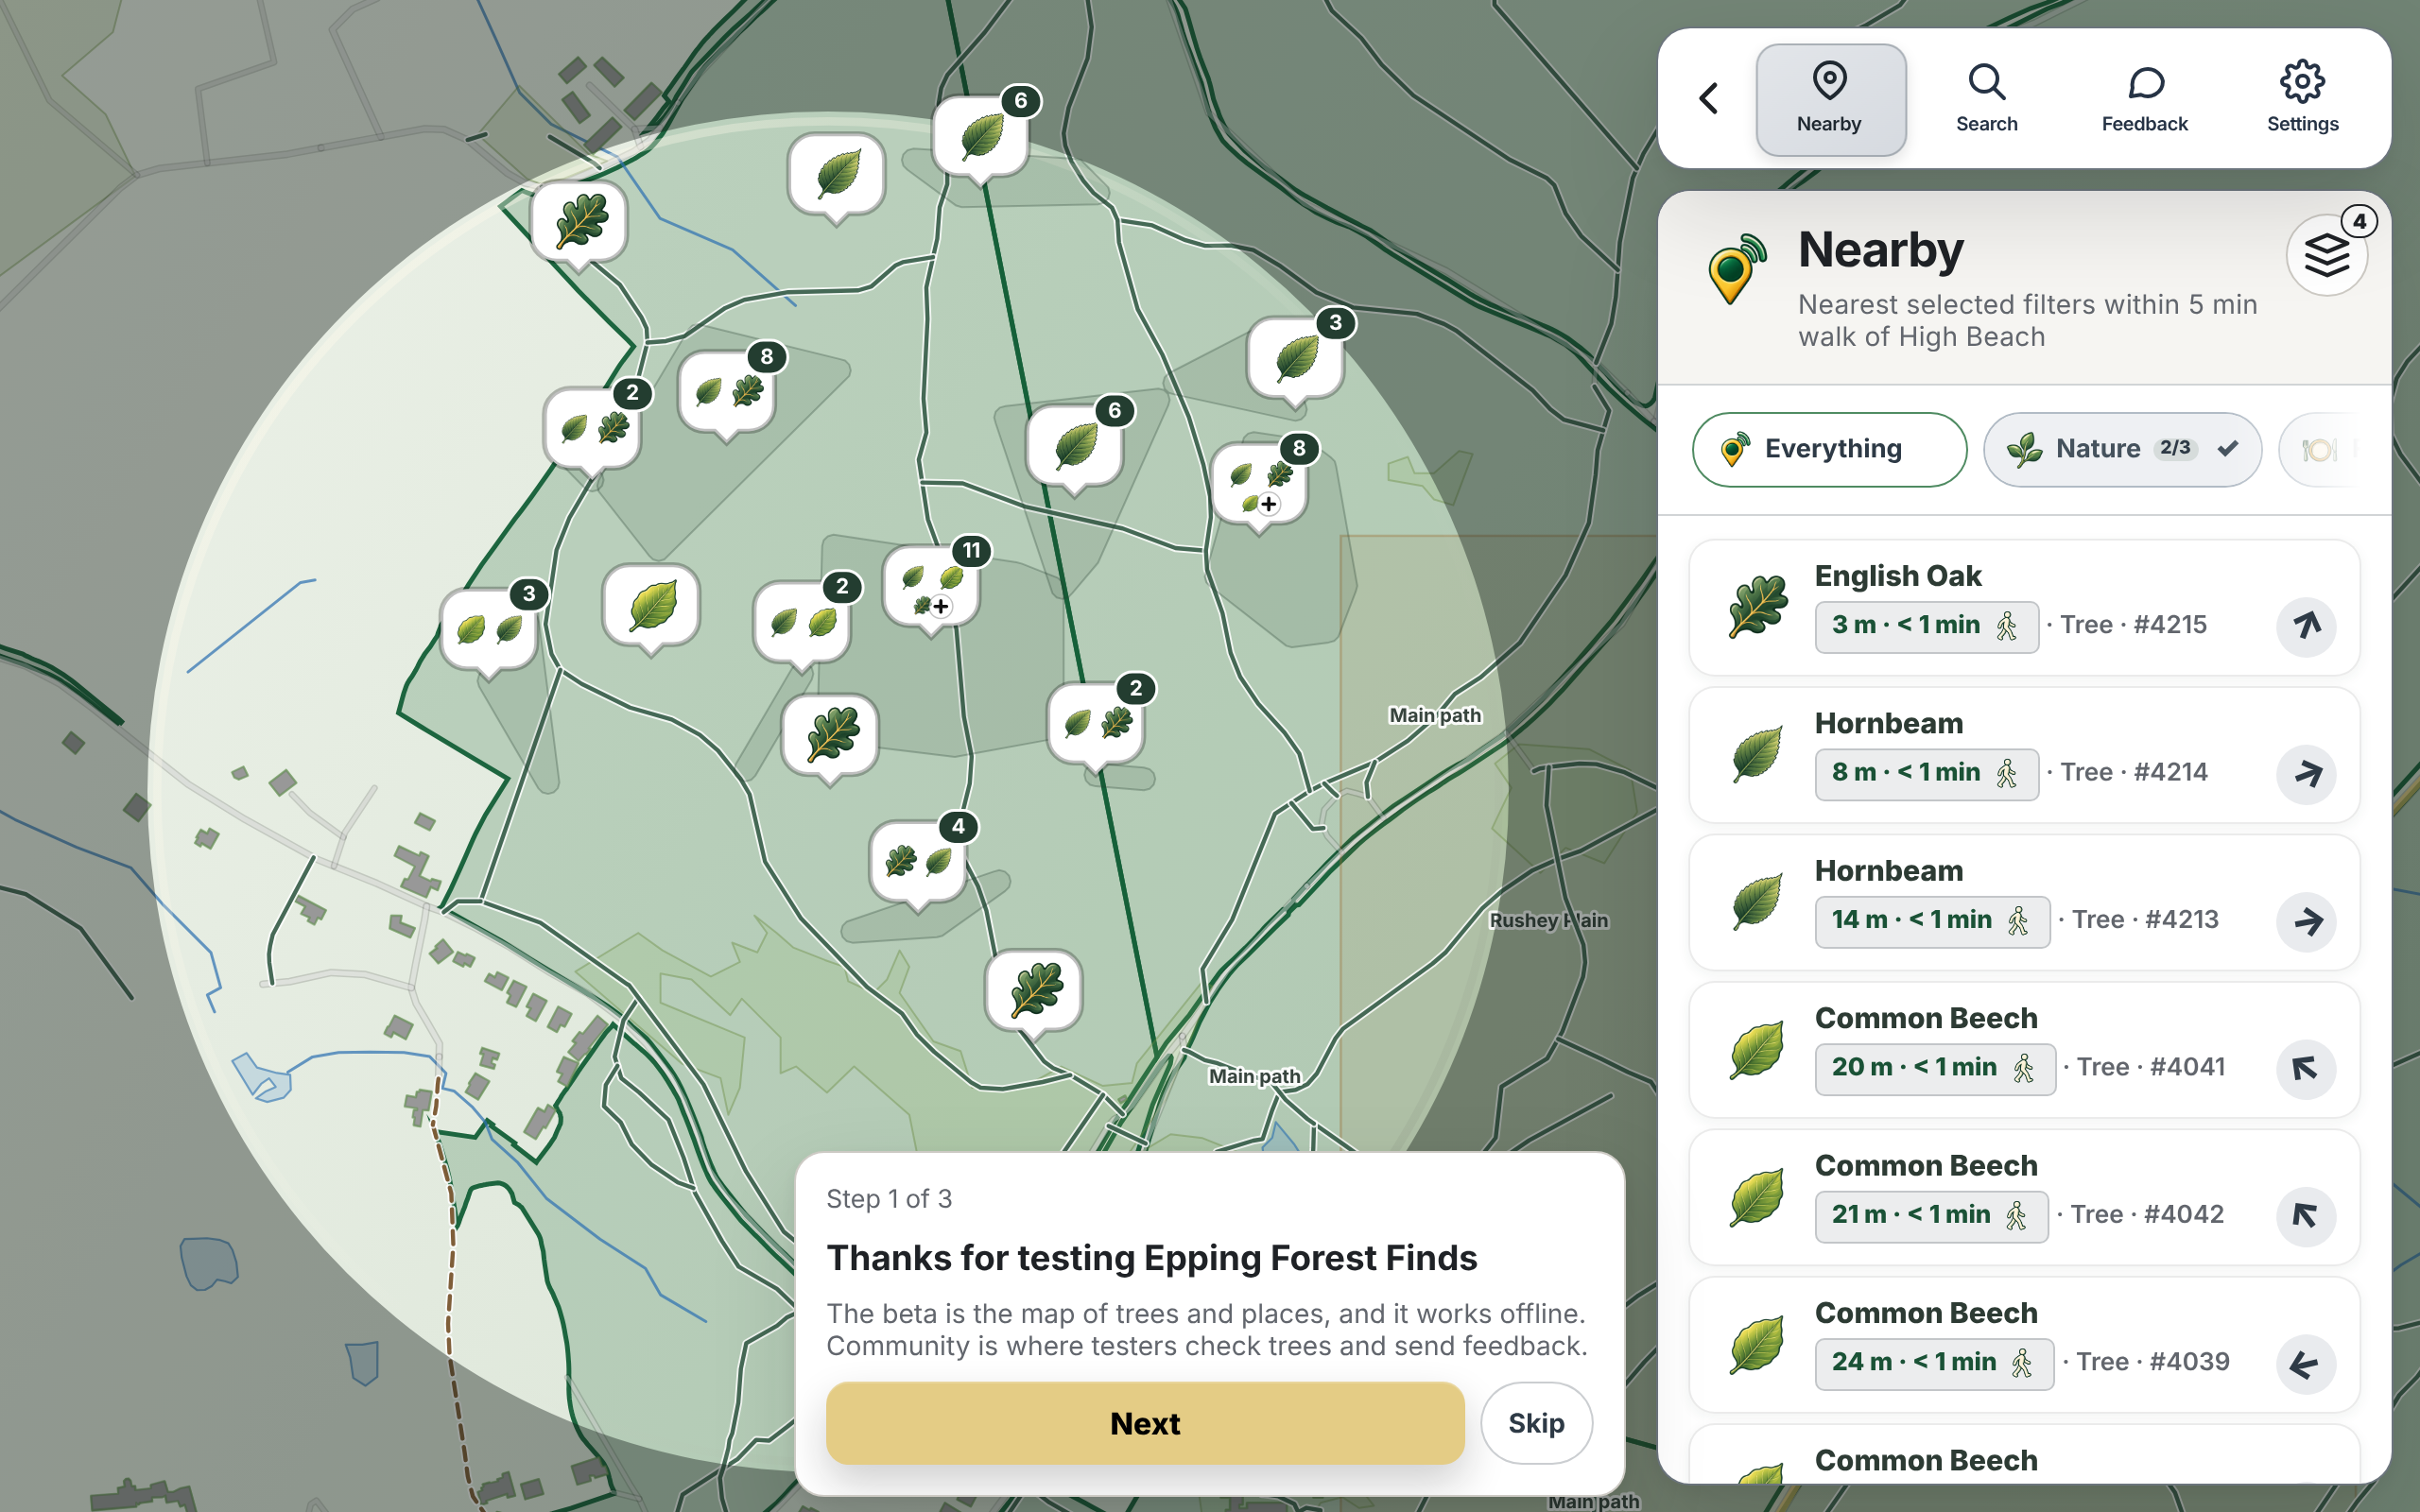 Nearby
Search
Feedback
Settings
Nearby
4
Nearest selected filters within 5 min
walk of High Beach
Everything
Nature 2/3
English Oak
3 m · < 1 min · Tree · #4215
Hornbeam
8 m · < 1 min · Tree · #4214
Hornbeam
14 m · < 1 min · Tree · #4213
Common Beech
20 m · < 1 min · Tree · #4041
Common Beech
21 m · < 1 min · Tree · #4042
Common Beech
24 m · < 1 min · Tree · #4039
Common Beech
6
3
8
2
6
8
11
2
3
2
4
Main path
Rushey Plain
Main path
Main path
Step 1 of 3
Thanks for testing Epping Forest Finds
The beta is the map of trees and places, and it works offline.
Community is where testers check trees and send feedback.
Next
Skip